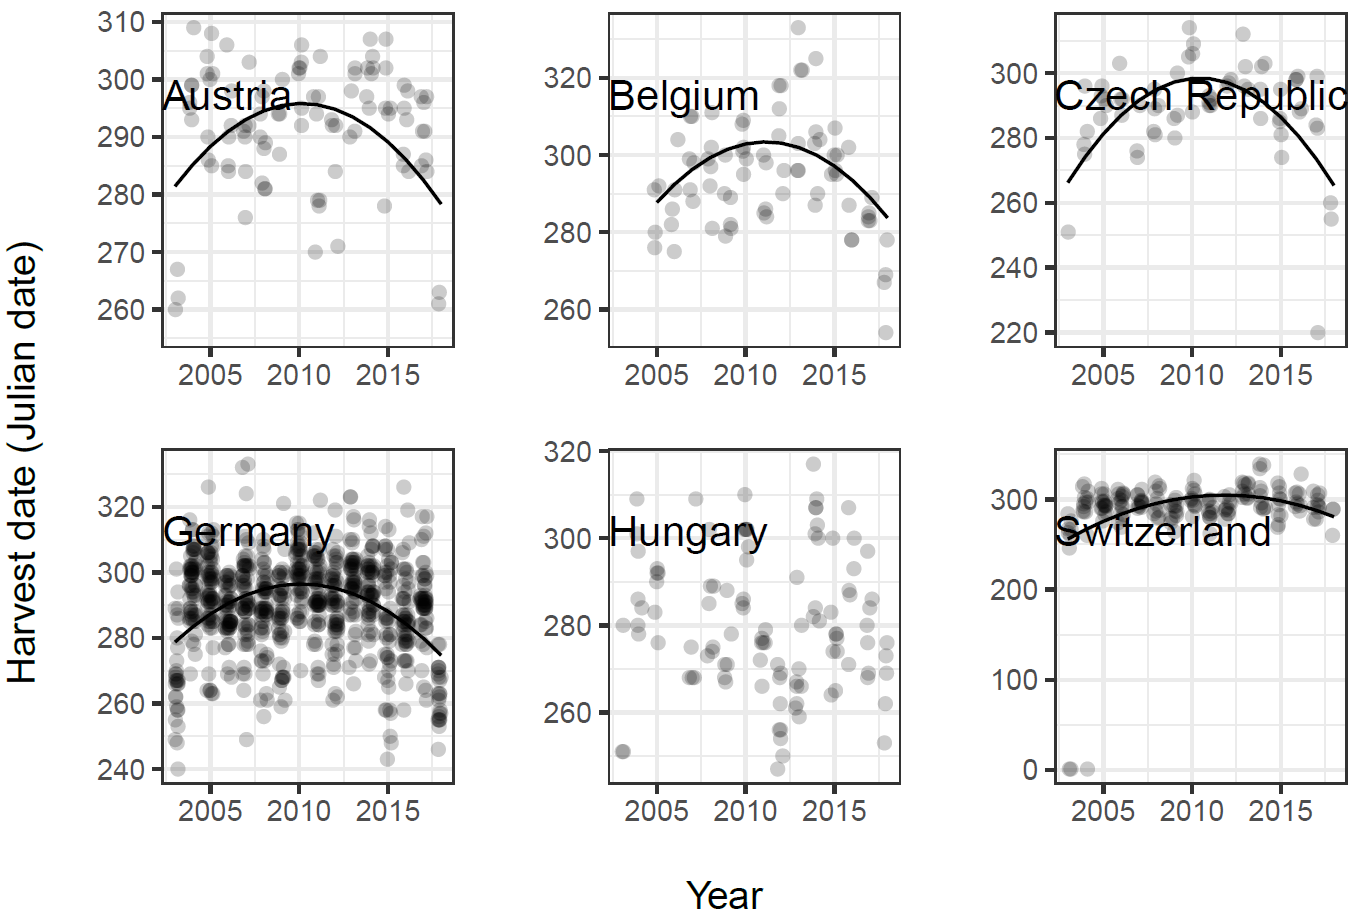 310
300
290
280
270
260
Austria
2005 2010 2015
320
300
280
260
Belgium
2005 2010 2015
300
280
260
240
220
Czech Republic
2005 2010 2015
320
300
280
260
240
Germany
2005 2010 2015
320
300
280
260
Hungary
2005 2010 2015
300
200
100
0
Switzerland
2005 2010 2015
Harvest date (Julian date)
Year